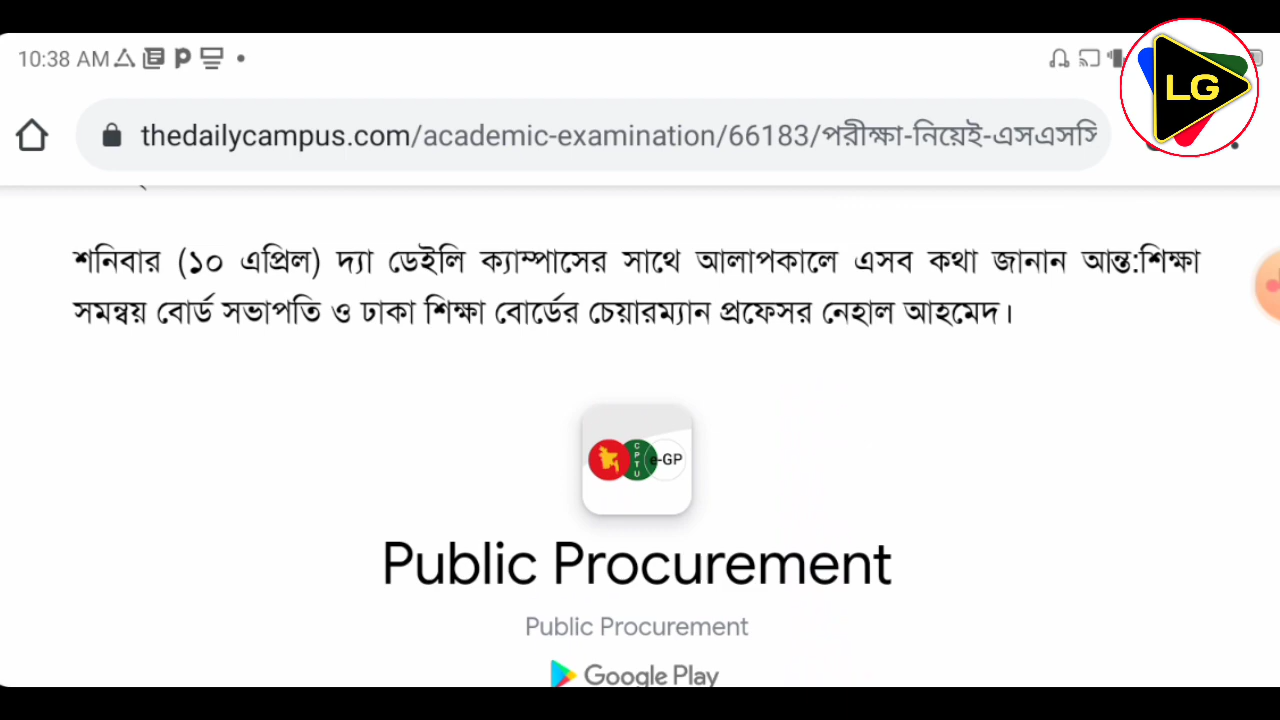 10:38 AM
LG
thedailycampus.com/academic-examination/66183/পরীক্ষা-নিয়েই-এসএসসি
শনিবার (১০ এপ্রিল) দ্যা ডেইলি ক্যাম্পাসের সাথে আলাপকালে এসব কথা জানান আন্ত:শিক্ষা
সমন্বয় বোর্ড সভাপতি ও ঢাকা শিক্ষা বোর্ডের চেয়ারম্যান প্রফেসর নেহাল আহমেদ।
CPTU e-GP
Public Procurement
Public Procurement
Google Play